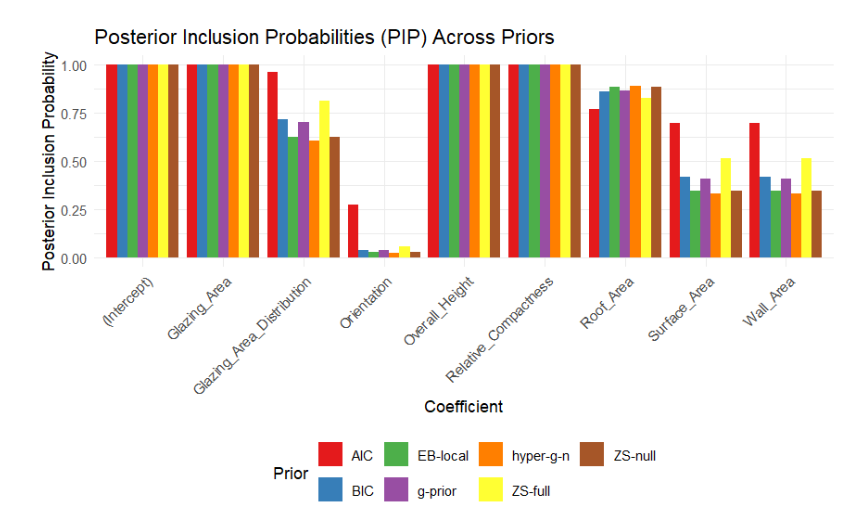 Posterior Inclusion Probabilities (PIP) Across Priors
Posterior Inclusion Probability
1.00
0.75
0.50
0.25
0.00
(Intercept)
Glazing_Area
Glazing_Area_Distribution
Orientation
Overall_Height
Relative_Compactness
Roof_Area
Surface_Area
Wall_Area
Coefficient
Prior
AIC EB-local hyper-g-n ZS-null
BIC g-prior ZS-full